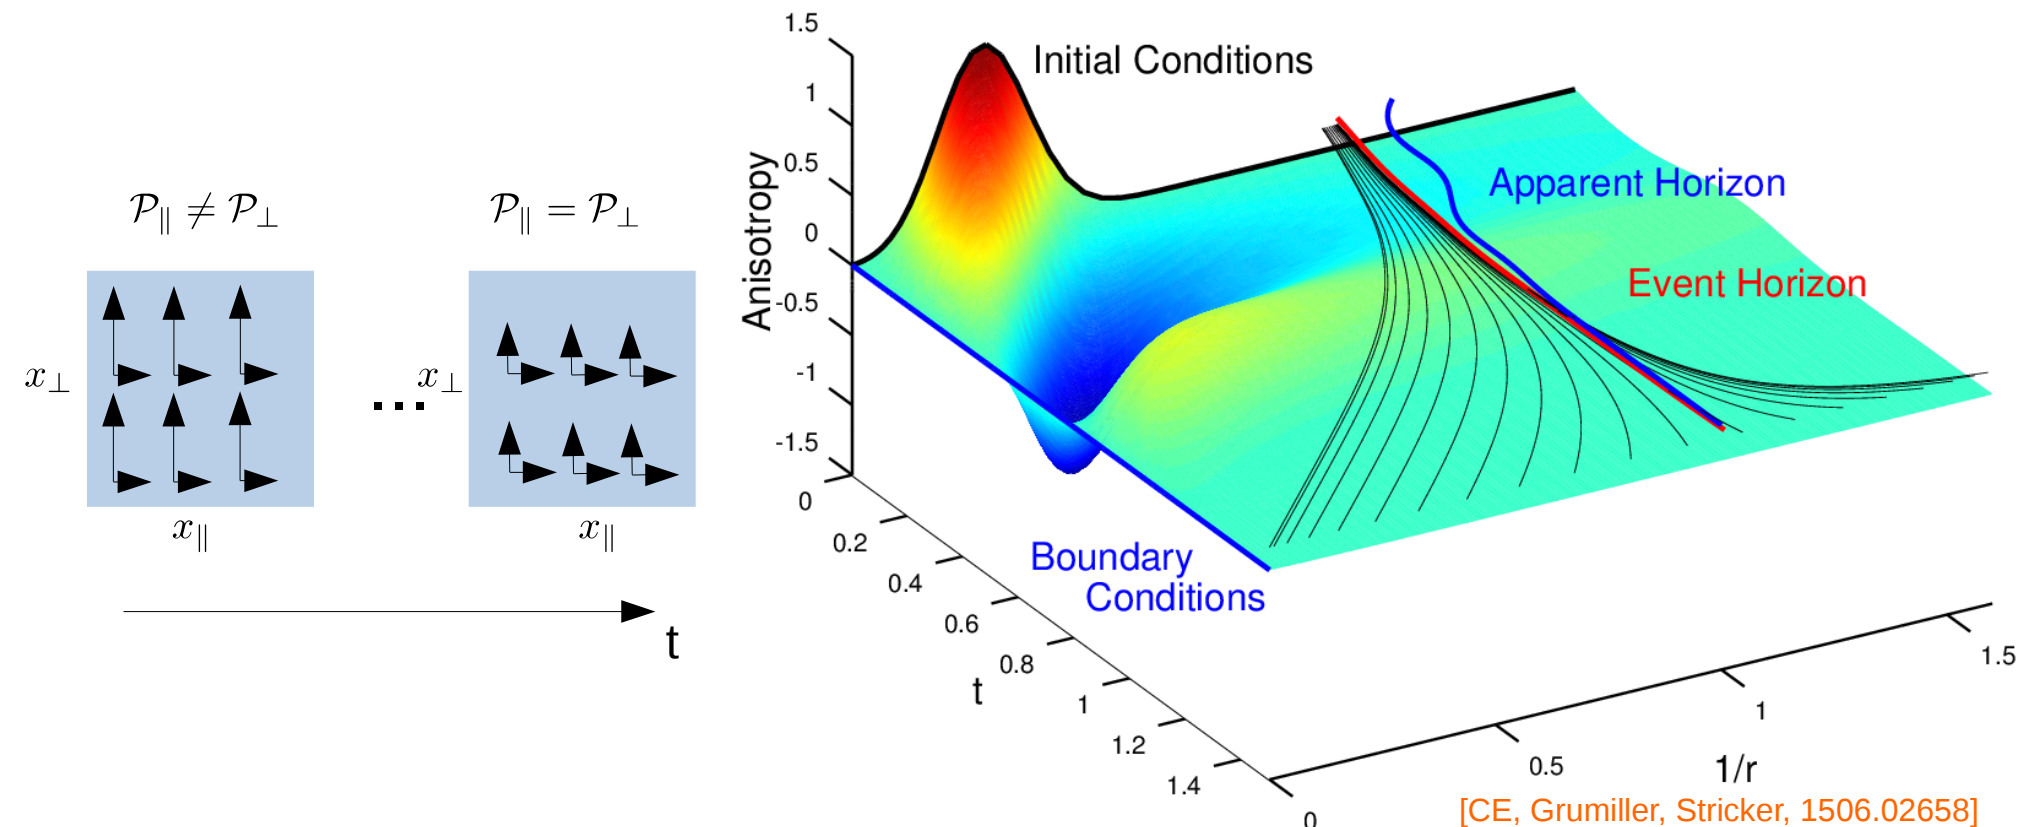 𝒫∥ ≠ 𝒫⊥
𝒫∥ = 𝒫⊥
x⊥
...
x⊥
x∥
x∥
t
1.5
1
0.5
0
-0.5
-1
-1.5
Anisotropy
Initial Conditions
Apparent Horizon
Event Horizon
Boundary
Conditions
0
0.2
0.4
0.6
0.8
1
1.2
1.4
t
0
0.5
1
1.5
1/r
[CE, Grumiller, Stricker, 1506.02658]